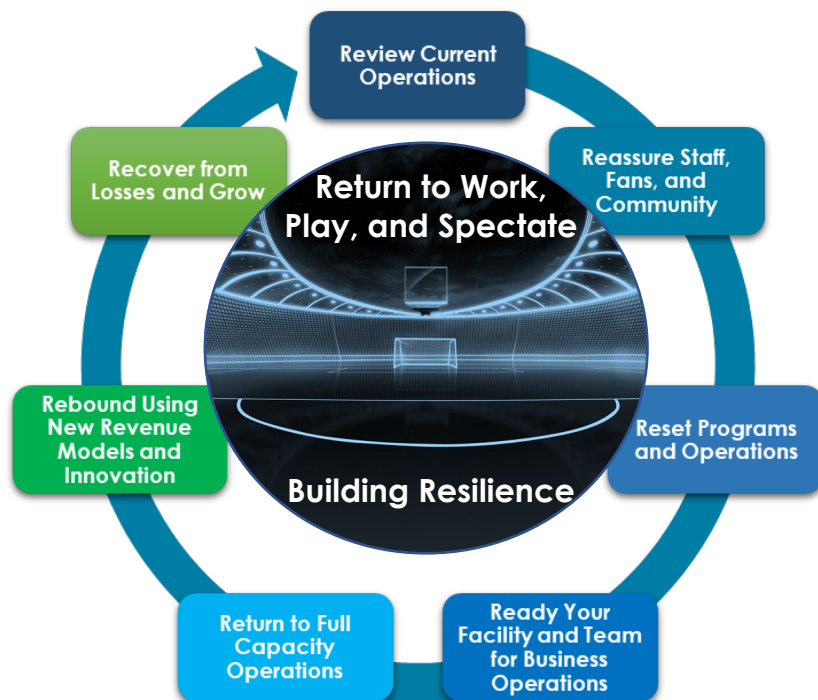 Review Current
Operations
Reassure Staff,
Fans, and
Community
Reset Programs
and Operations
Ready Your
Facility and Team
for Business
Operations
Return to Full
Capacity
Operations
Rebound Using
New Revenue
Models and
Innovation
Recover from
Losses and Grow
Return to Work,
Play, and Spectate
Building Resilience